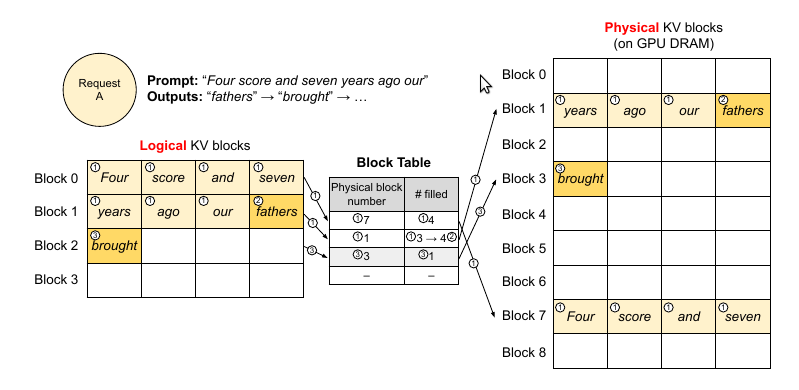 Physical KV blocks
(on GPU DRAM)
Request
A
Prompt: “Four score and seven years ago our”
Outputs: “fathers” → “brought” → …
Logical KV blocks
Block 0 ① Four ① score ① and ① seven
Block 1 ① years ① ago ① our ② fathers
Block 2 ③ brought
Block 3
Block Table
Physical block
number
# filled
①7 ①4
①1 ①3 → 4②
③3 ③1
– –
①
①
③
①
③
①
Block 0
Block 1 ① years ① ago ① our ② fathers
Block 2
Block 3 ③ brought
Block 4
Block 5
Block 6
Block 7 ① Four ① score ① and ① seven
Block 8